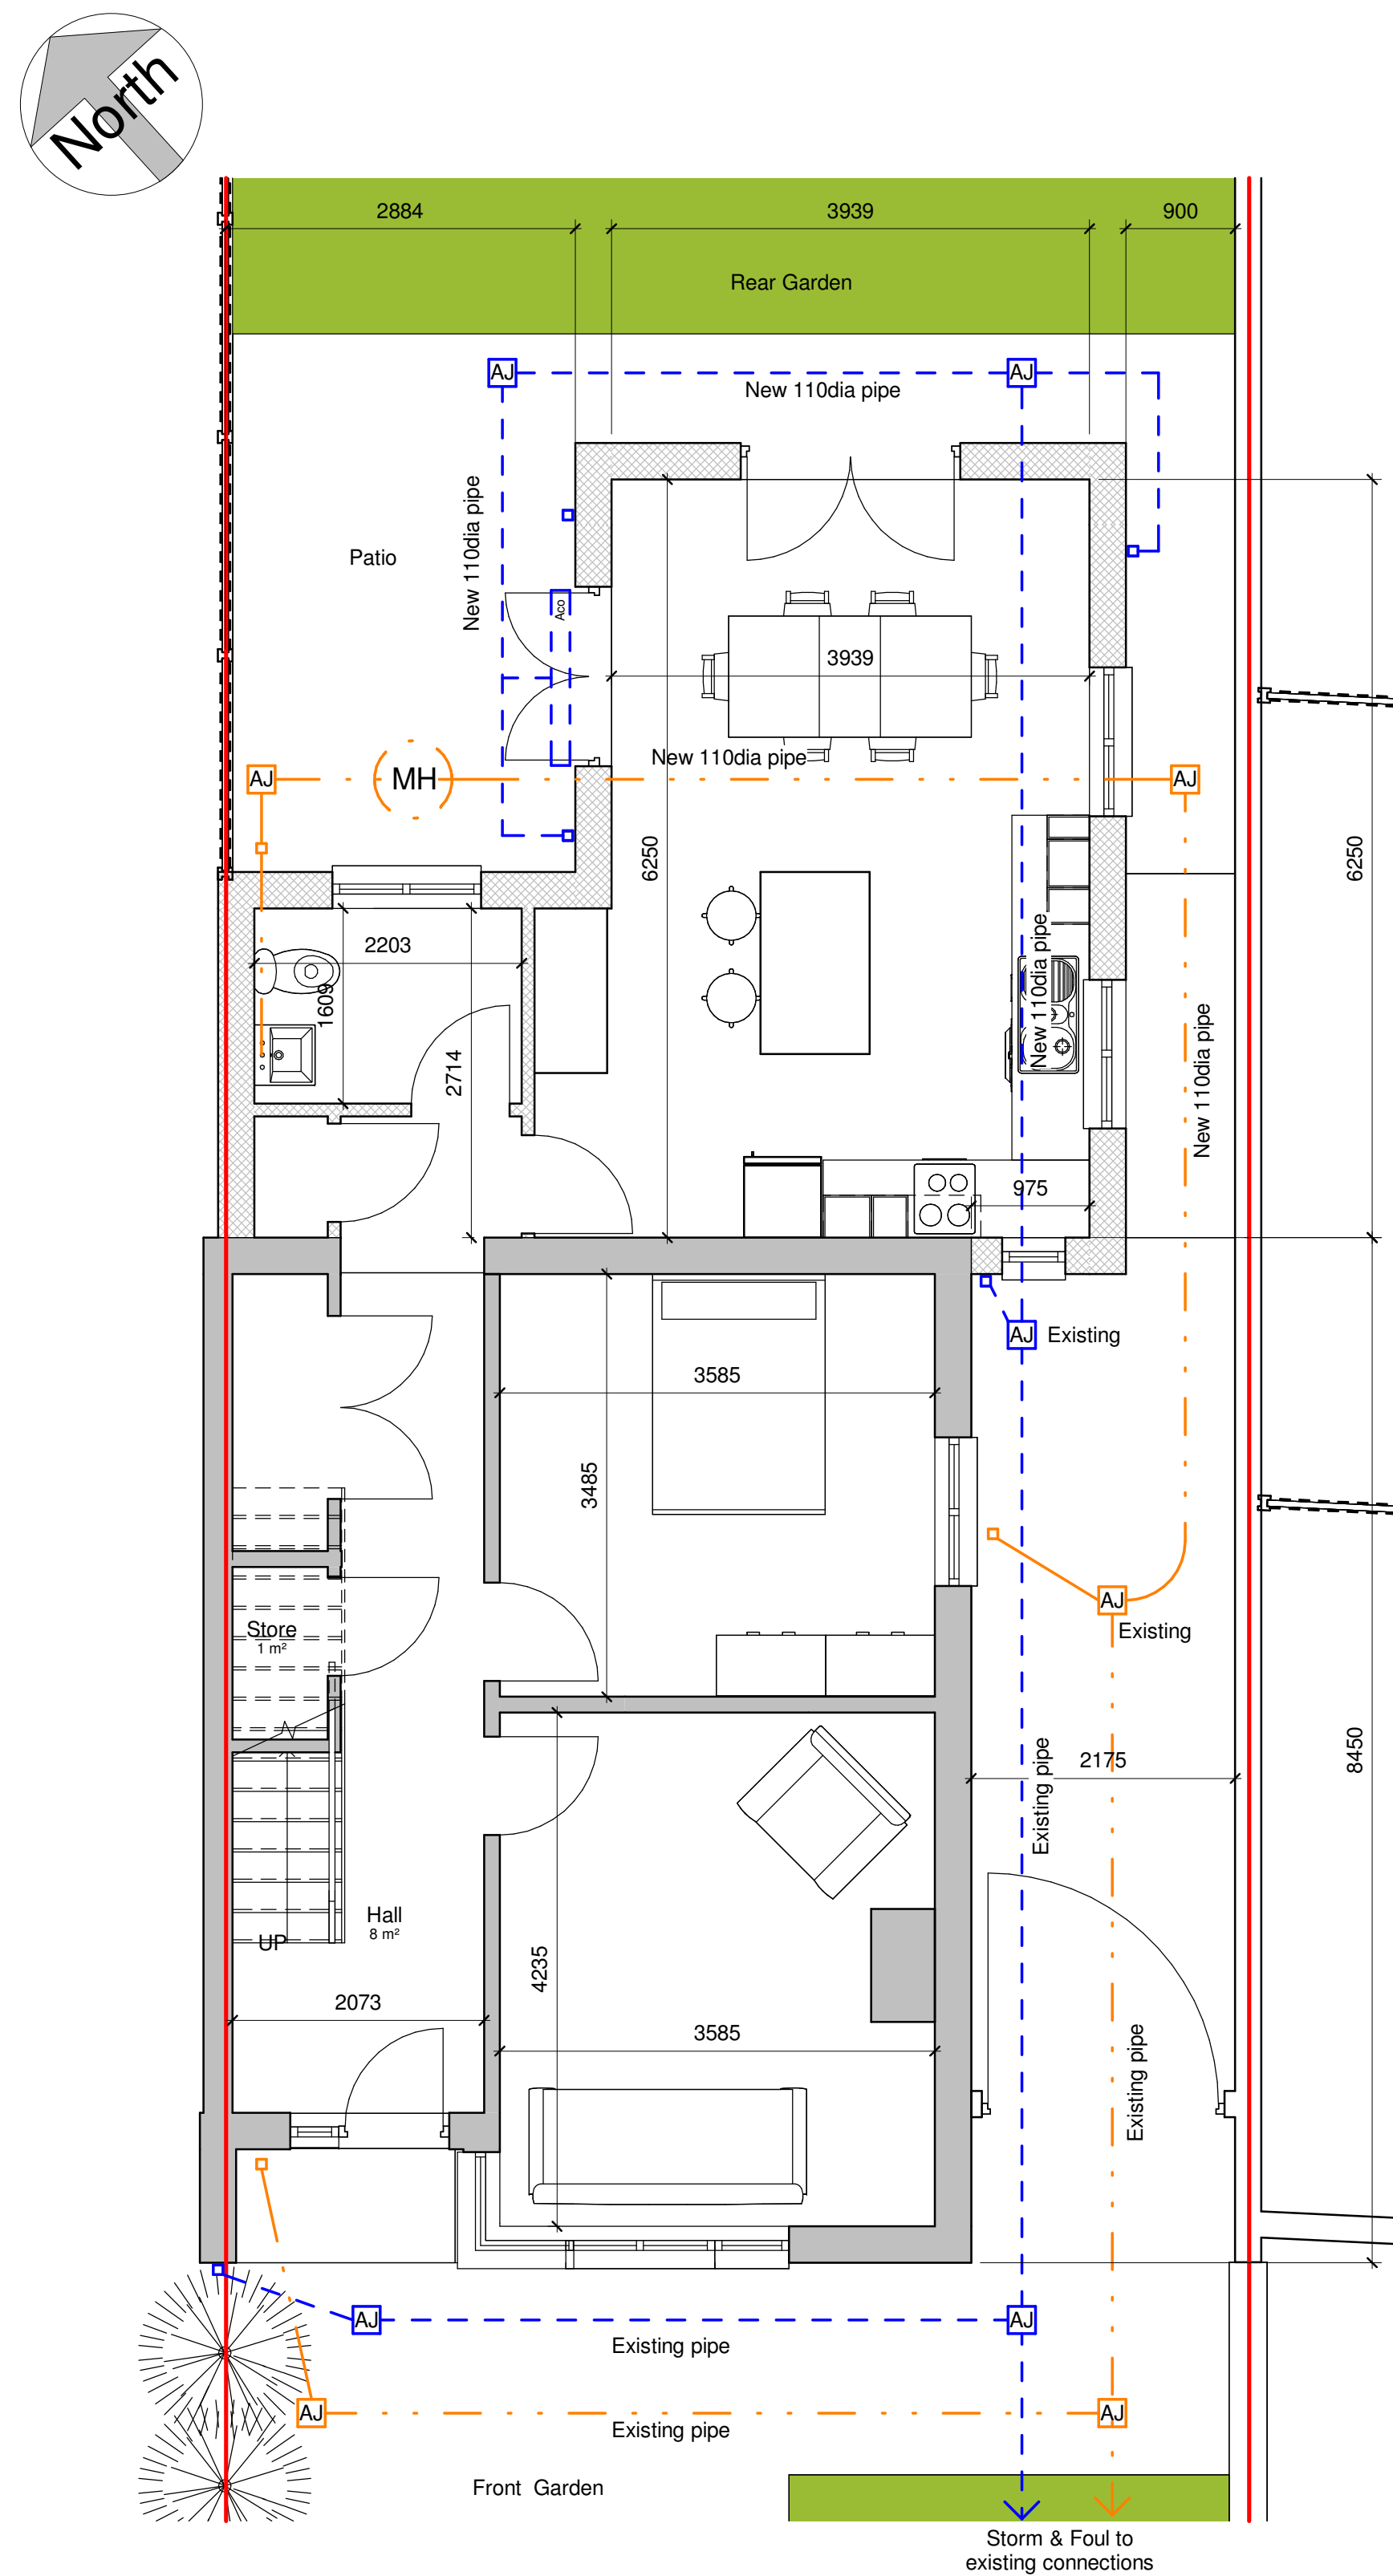 North
2884
3939
900
Rear Garden
AJ
AJ
New 110dia pipe
New 110dia pipe
Patio
Aco
3939
New 110dia pipe
AJ
MH
AJ
6250
6250
2203
1609
2714
New 110dia pipe
New 110dia pipe
975
AJ
Existing
3585
3485
AJ
Existing
Store
1 m²
Existing pipe
2175
8450
Hall
8 m²
UP
4235
2073
3585
Existing pipe
AJ
AJ
Existing pipe
AJ
AJ
Existing pipe
Front Garden
Storm & Foul to
existing connections